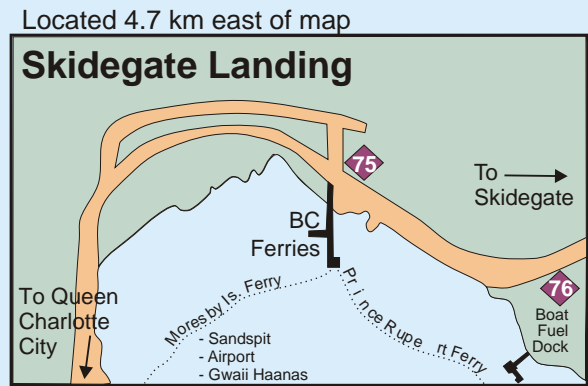 Located 4.7 km east of map
Skidegate Landing
75
To
Skidegate
BC
Ferries
Moresby Is. Ferry
Prince Rupert Ferry
To Queen
Charlotte
City
- Sandspit
- Airport
- Gwaii Haanas
76
Boat
Fuel
Dock